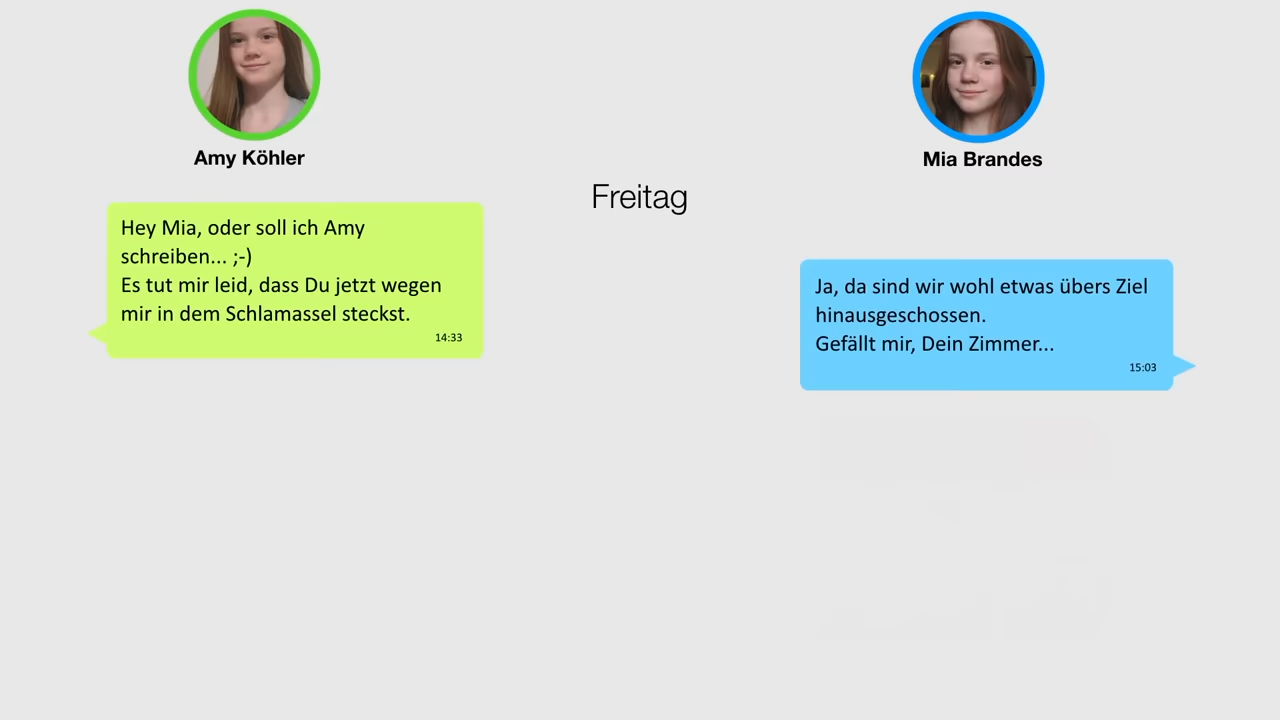 Amy Köhler
Mia Brandes
Freitag
Hey Mia, oder soll ich Amy
schreiben... ;-)
Es tut mir leid, dass Du jetzt wegen
mir in dem Schlamassel steckst.
14:33
Ja, da sind wir wohl etwas übers Ziel
hinausgeschossen.
Gefällt mir, Dein Zimmer...
15:03